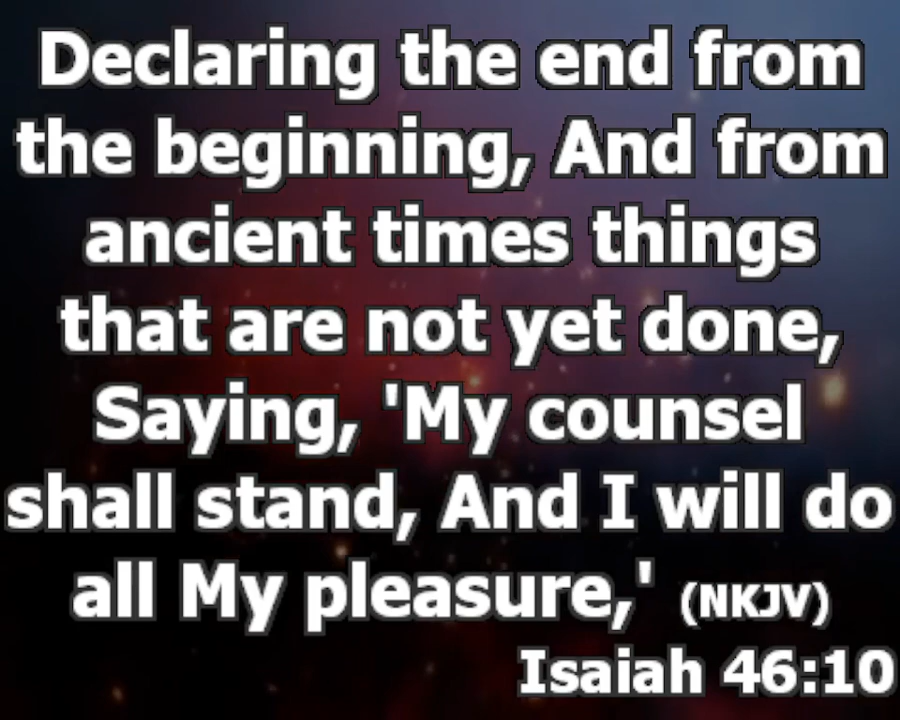 Declaring the end from
the beginning, And from
ancient times things
that are not yet done,
Saying, 'My counsel
shall stand, And I will do
all My pleasure,' (NKJV)
Isaiah 46:10